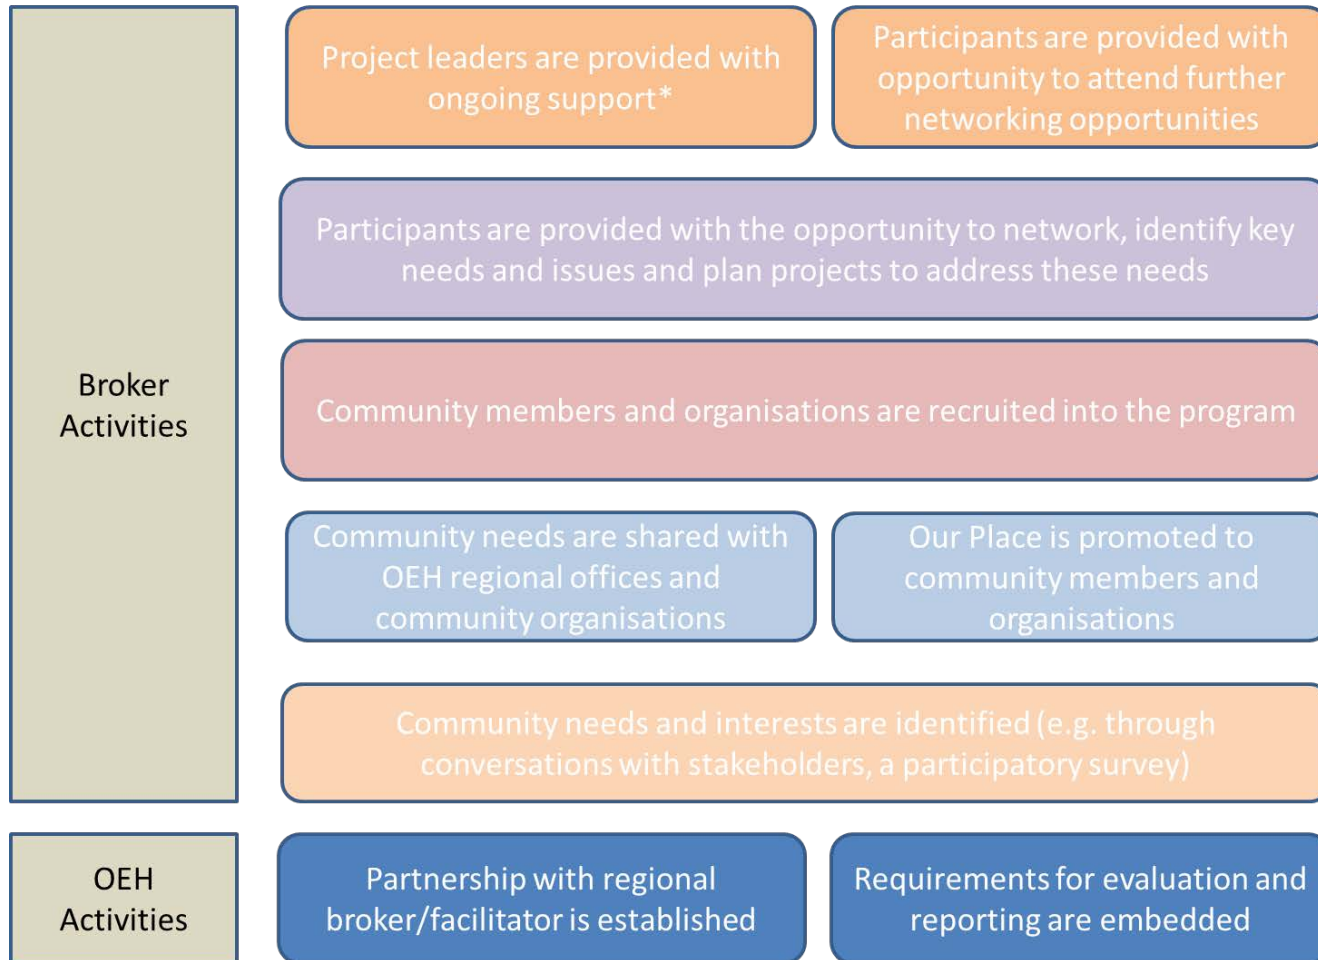 Project leaders are provided with
ongoing support*
Participants are provided with
opportunity to attend further
networking opportunities
Participants are provided with the opportunity to network, identify key
needs and issues and plan projects to address these needs
Broker
Activities
Community members and organisations are recruited into the program
Community needs are shared with
OEH regional offices and
community organisations
Our Place is promoted to
community members and
organisations
Community needs and interests are identified (e.g. through
conversations with stakeholders, a participatory survey)
OEH
Activities
Partnership with regional
broker/facilitator is established
Requirements for evaluation and
reporting are embedded